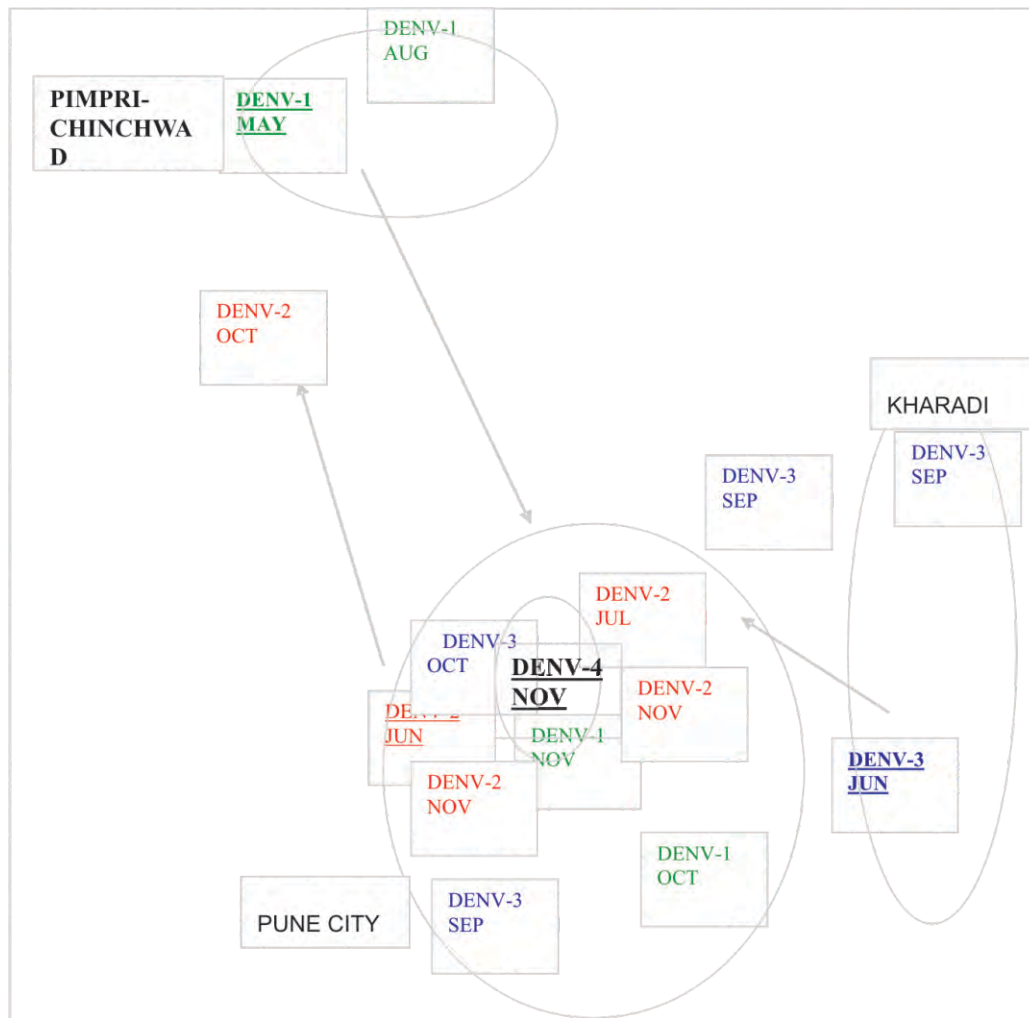 DENV-1
AUG
PIMPRI-
CHINCHWA
D
DENV-1
MAY
DENV-2
OCT
KHARADI
DENV-3
SEP
DENV-3
SEP
DENV-2
JUL
DENV-3
OCT
DENV-4
NOV
DENV-2
NOV
DENV-2
JUN
DENV-1
NOV
DENV-3
JUN
DENV-2
NOV
DENV-1
OCT
PUNE CITY
DENV-3
SEP